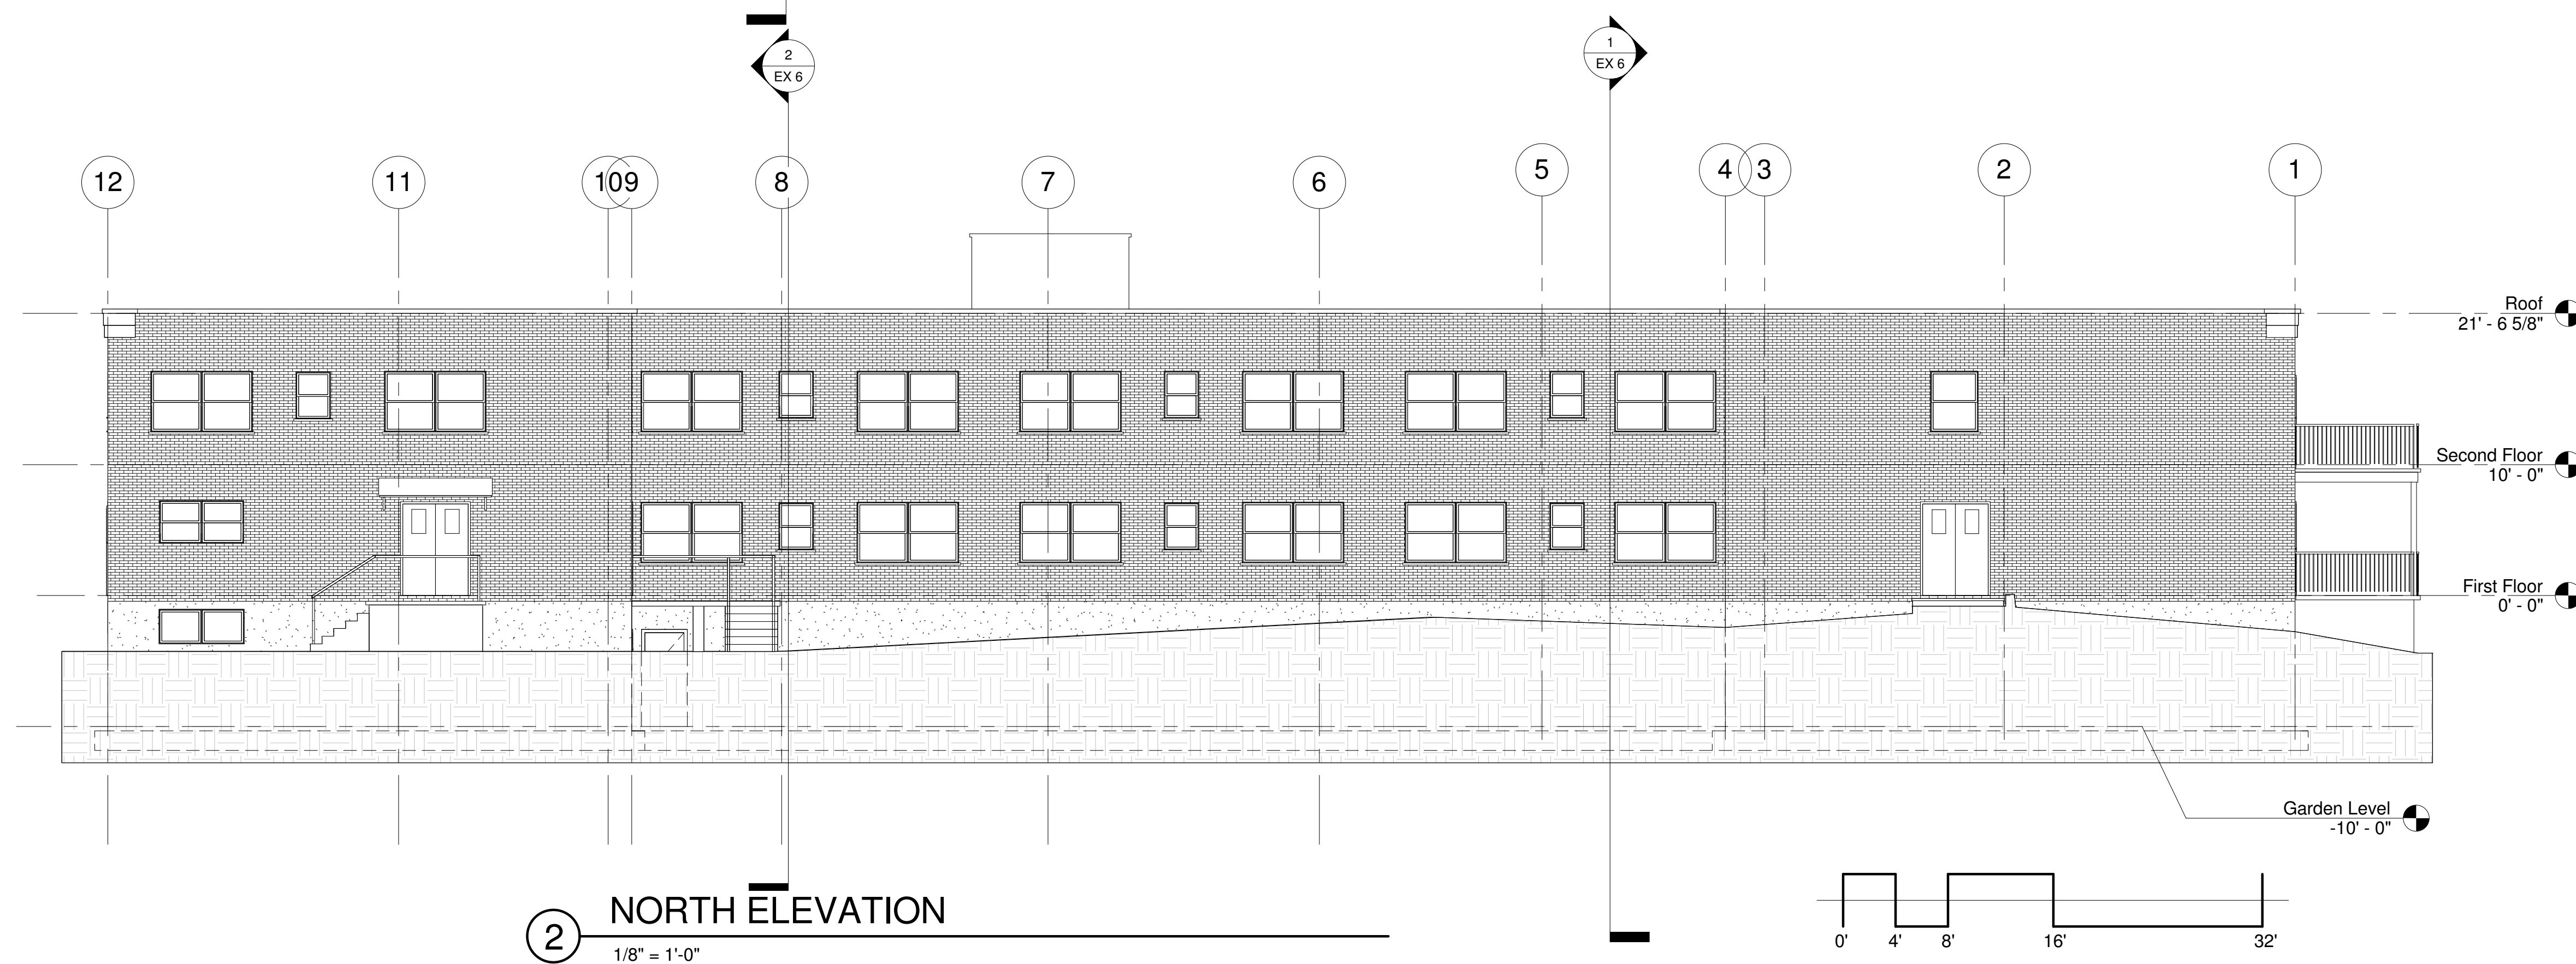 2
EX 6
1
EX 6
12
11
10
9
8
7
6
5
4
3
2
1
Roof
21' - 6 5/8"
Second Floor
10' - 0"
First Floor
0' - 0"
Garden Level
-10' - 0"
2
NORTH ELEVATION
1/8" = 1'-0"
0'
4'
8'
16'
32'